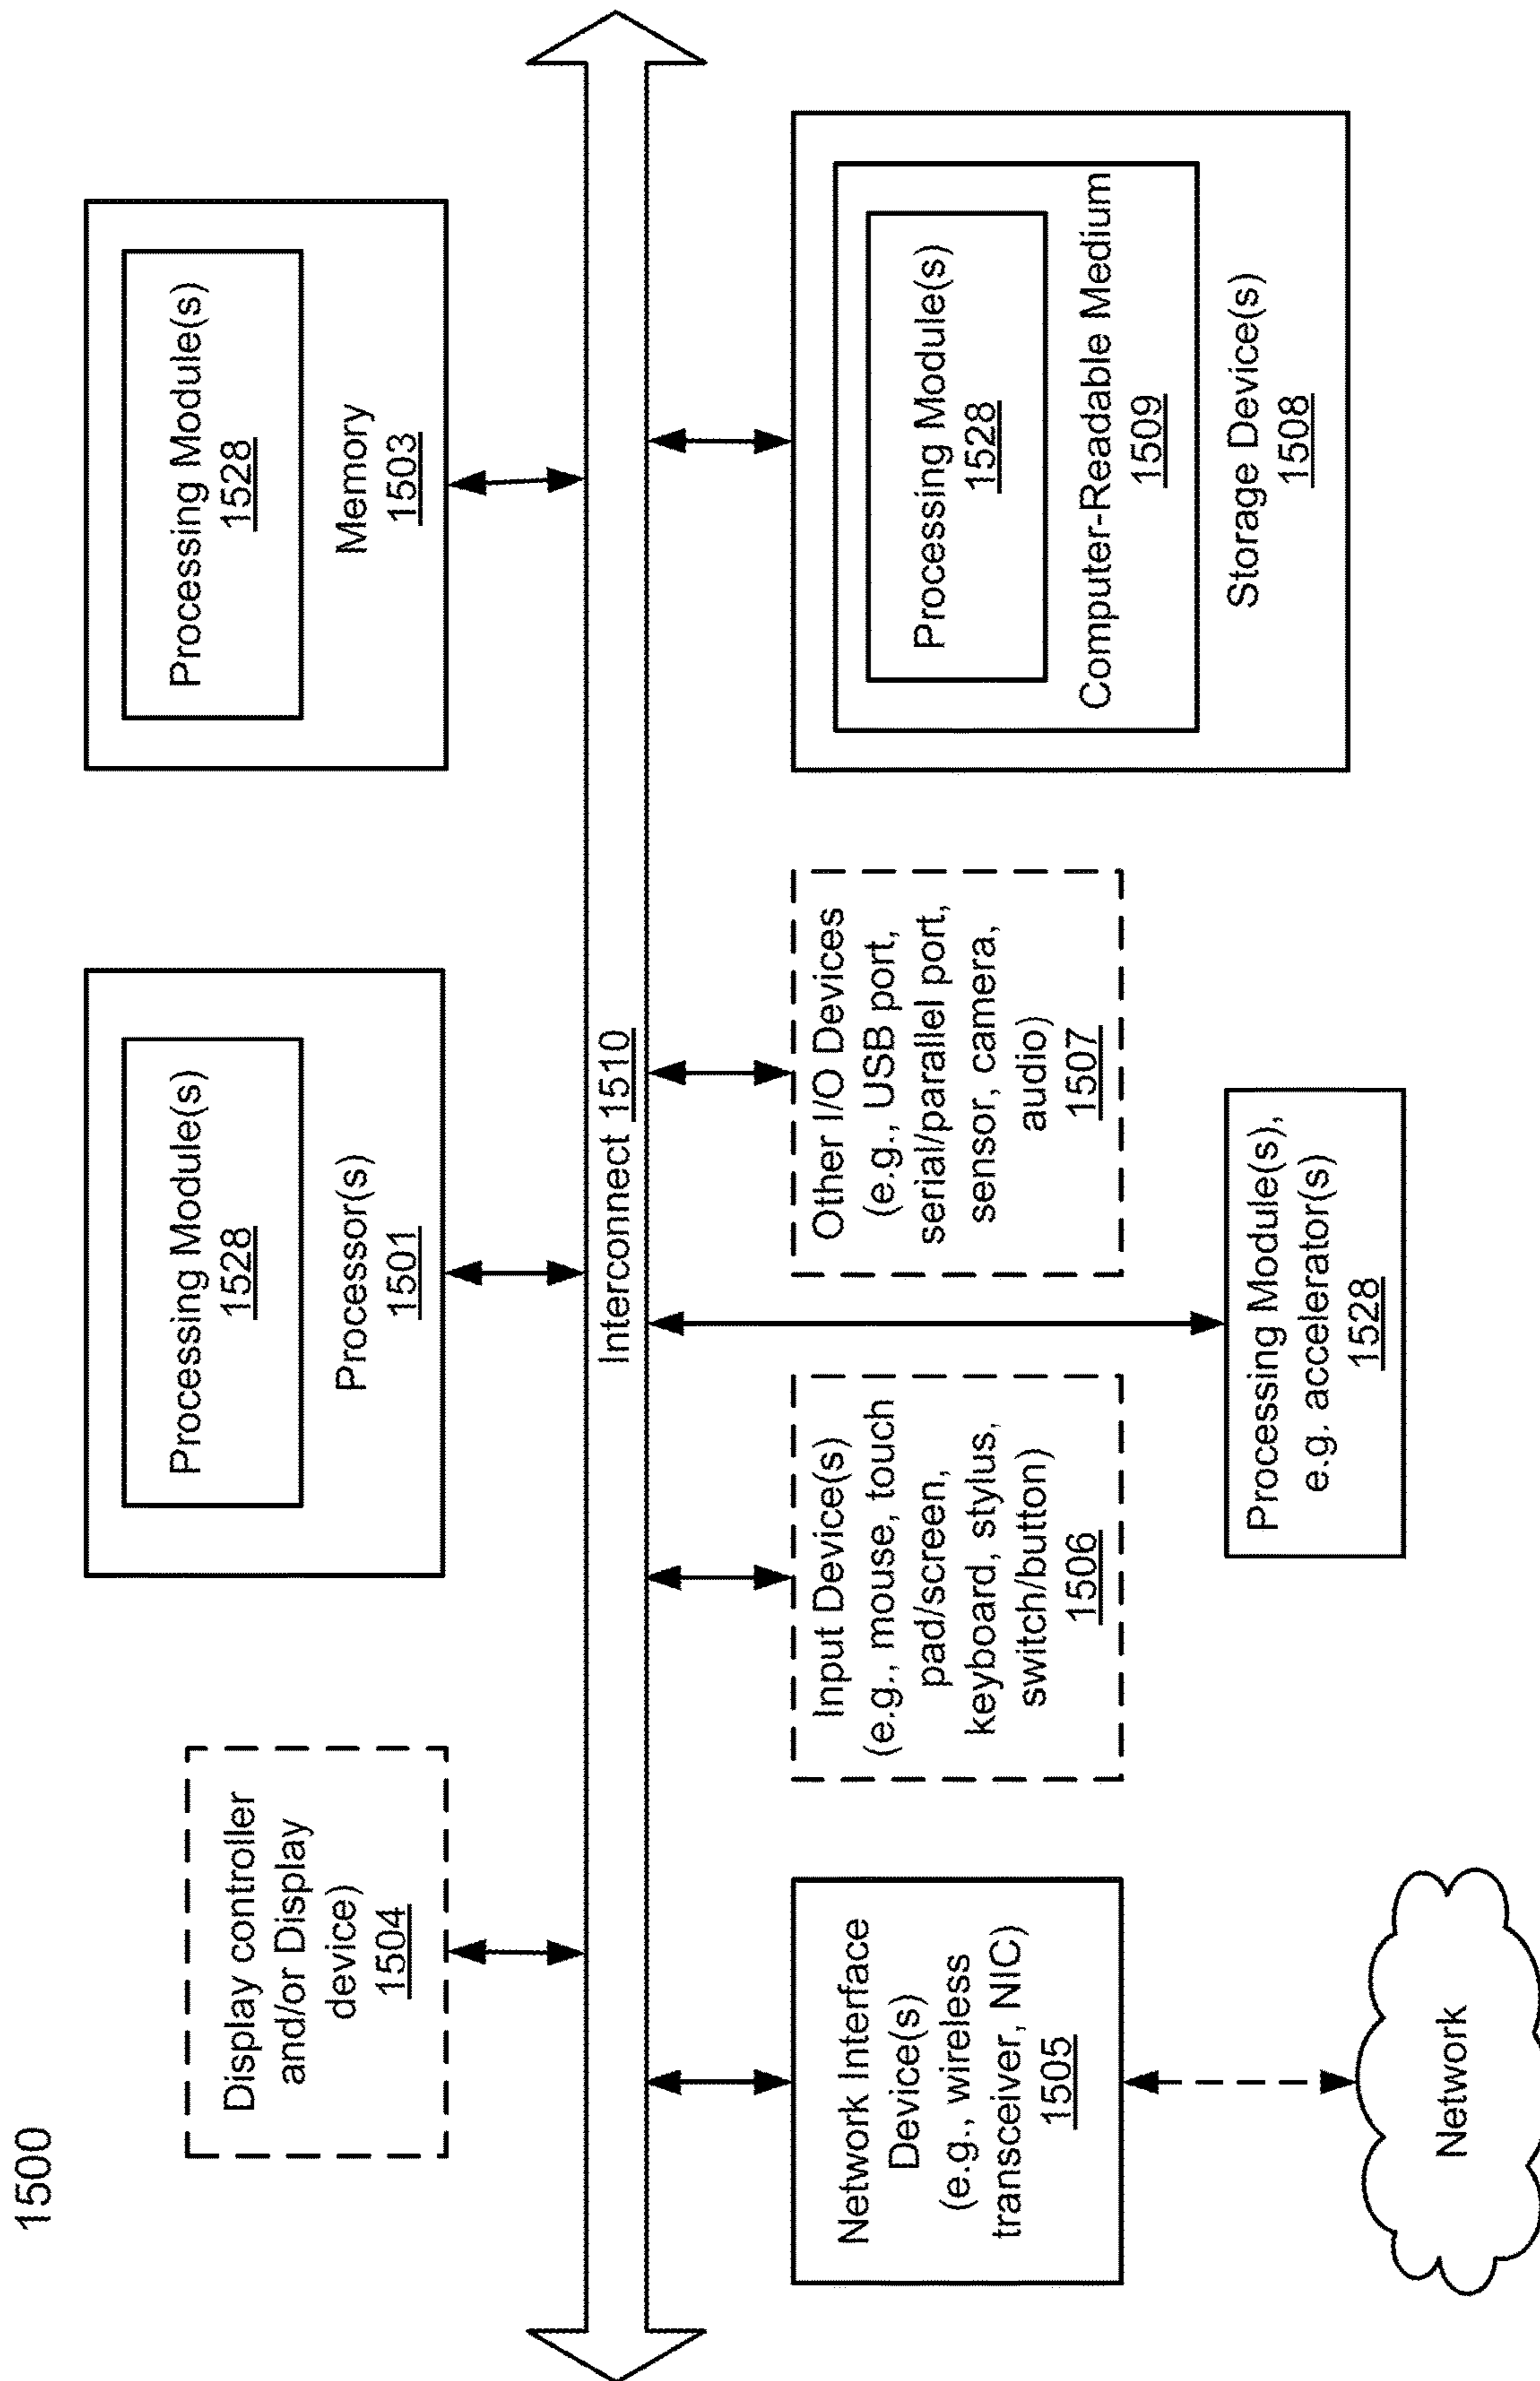 1500
Display controller
and/or Display
device)
1504
Processing Module(s)
1528
Processor(s)
1501
Processing Module(s)
1528
Memory
1503
Interconnect 1510
Network Interface
Device(s)
(e.g., wireless
transceiver, NIC)
1505
Input Device(s)
(e.g., mouse, touch
pad/screen,
keyboard, stylus,
switch/button)
1506
Other I/O Devices
(e.g., USB port,
serial/parallel port,
sensor, camera,
audio)
1507
Processing Module(s)
1528
Computer-Readable Medium
1509
Storage Device(s)
1508
Processing Module(s),
e.g. accelerator(s)
1528
Network